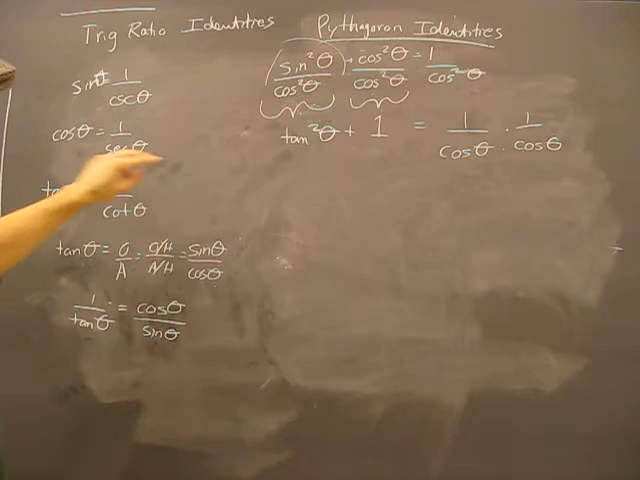 Trig Ratio Identities
sinθ = 1/cscθ
cosθ = 1/secθ
cotθ
tanθ = O/A = O/H / A/H = sinθ/cosθ
1/tanθ = cosθ/sinθ
Pythagoron Identities
sin²θ/cos²θ + cos²θ/cos²θ = 1/cos²θ
tan²θ + 1 = 1/cosθ · 1/cosθ